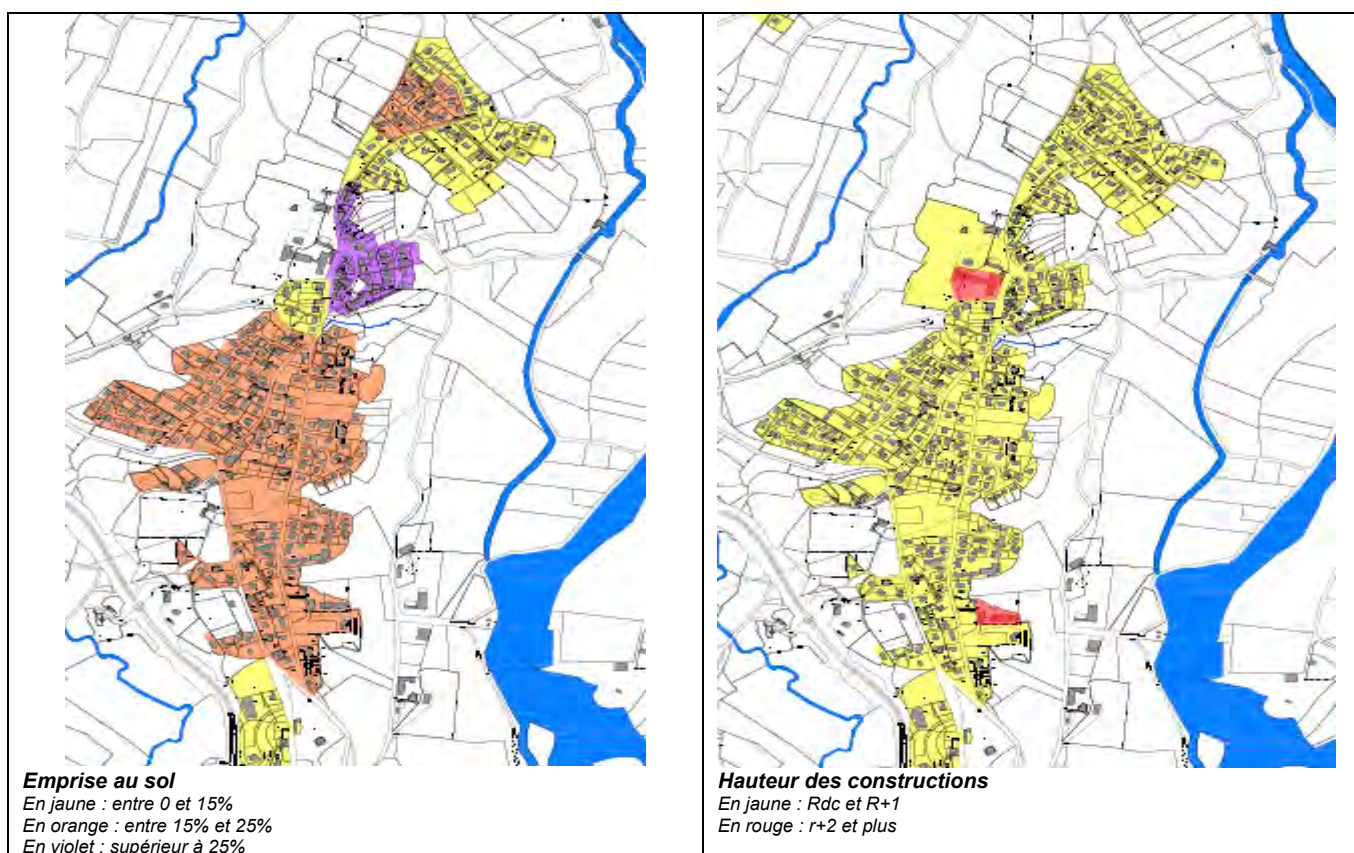 Emprise au sol
En jaune : entre 0 et 15%
En orange : entre 15% et 25%
En violet : supérieur à 25%
Hauteur des constructions
En jaune : Rdc et R+1
En rouge : r+2 et plus